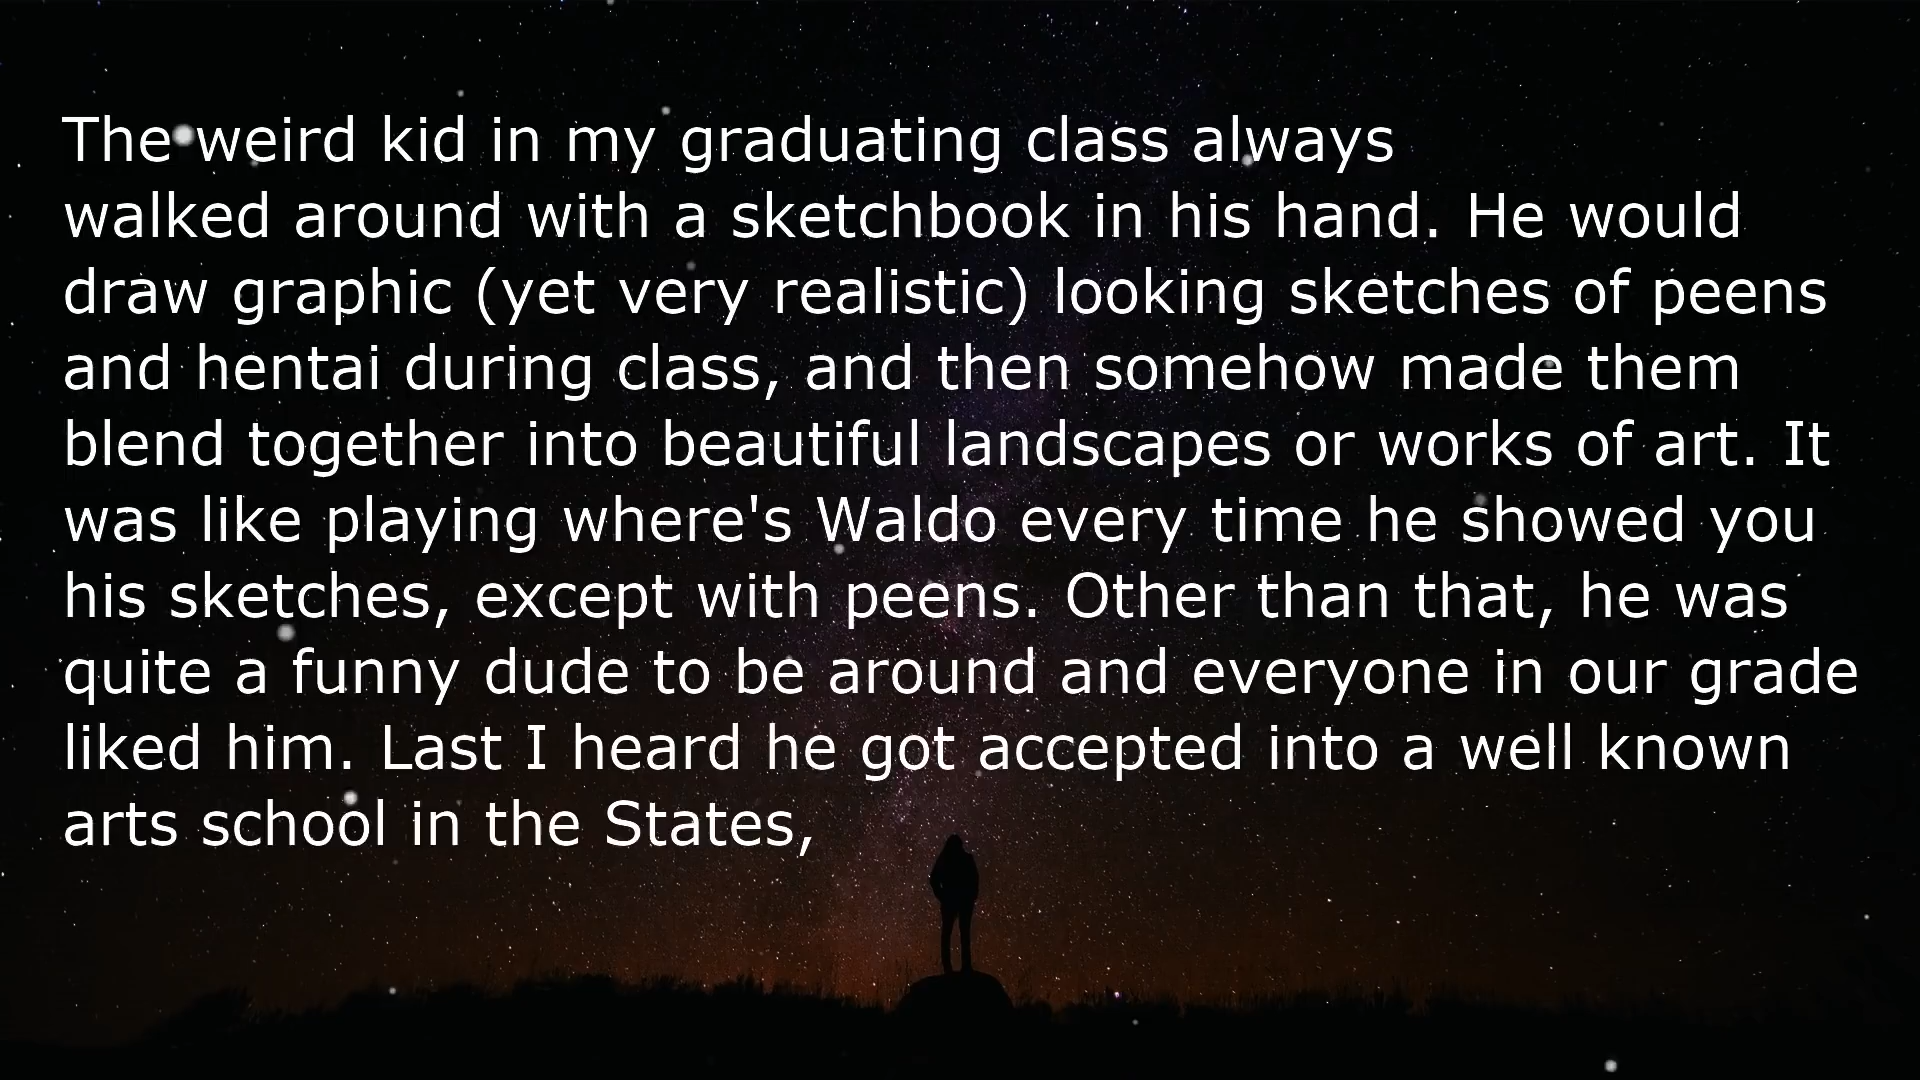 The weird kid in my graduating class always
walked around with a sketchbook in his hand. He would
draw graphic (yet very realistic) looking sketches of peens
and hentai during class, and then somehow made them
blend together into beautiful landscapes or works of art. It
was like playing where's Waldo every time he showed you
his sketches, except with peens. Other than that, he was
quite a funny dude to be around and everyone in our grade
liked him. Last I heard he got accepted into a well known
arts school in the States,